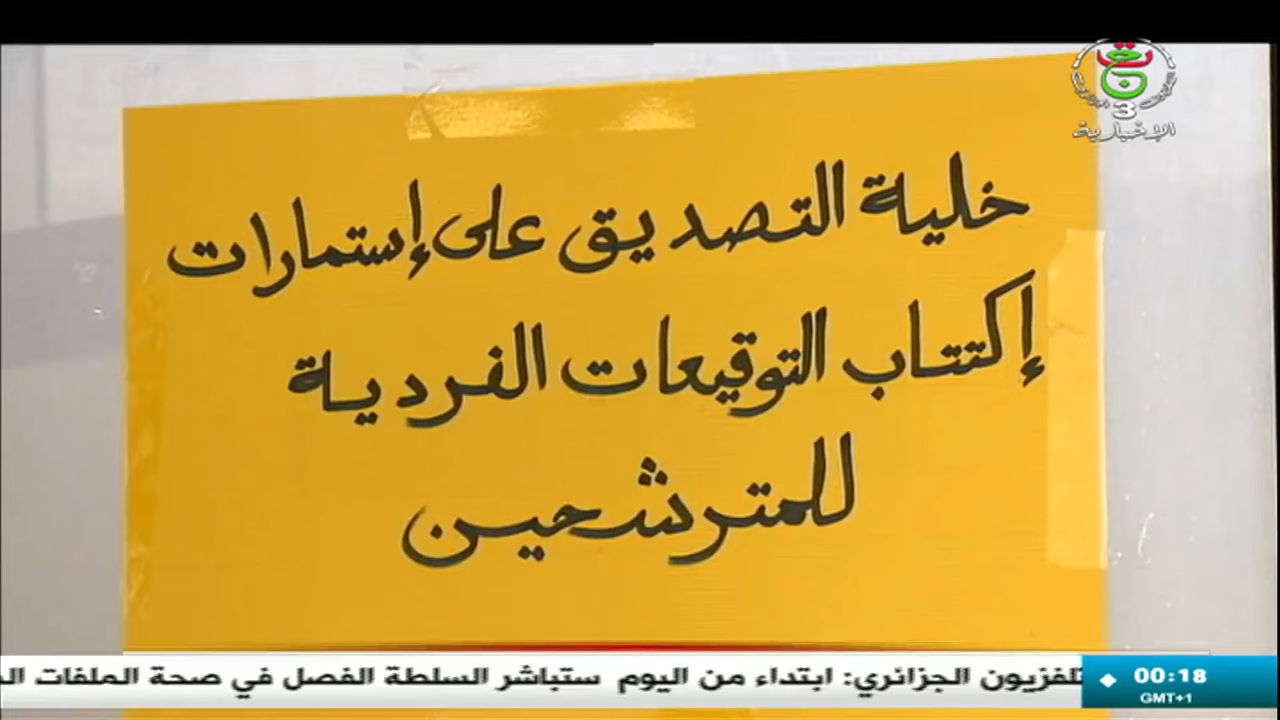 3
الإخبارية
خلية التصديق على إستمارات
إكتتاب التوقيعات الفردية
للمترشحين
تلفزيون الجزائري: ابتداء من اليوم ستباشر السلطة الفصل في صحة الملفات
00:18
GMT+1